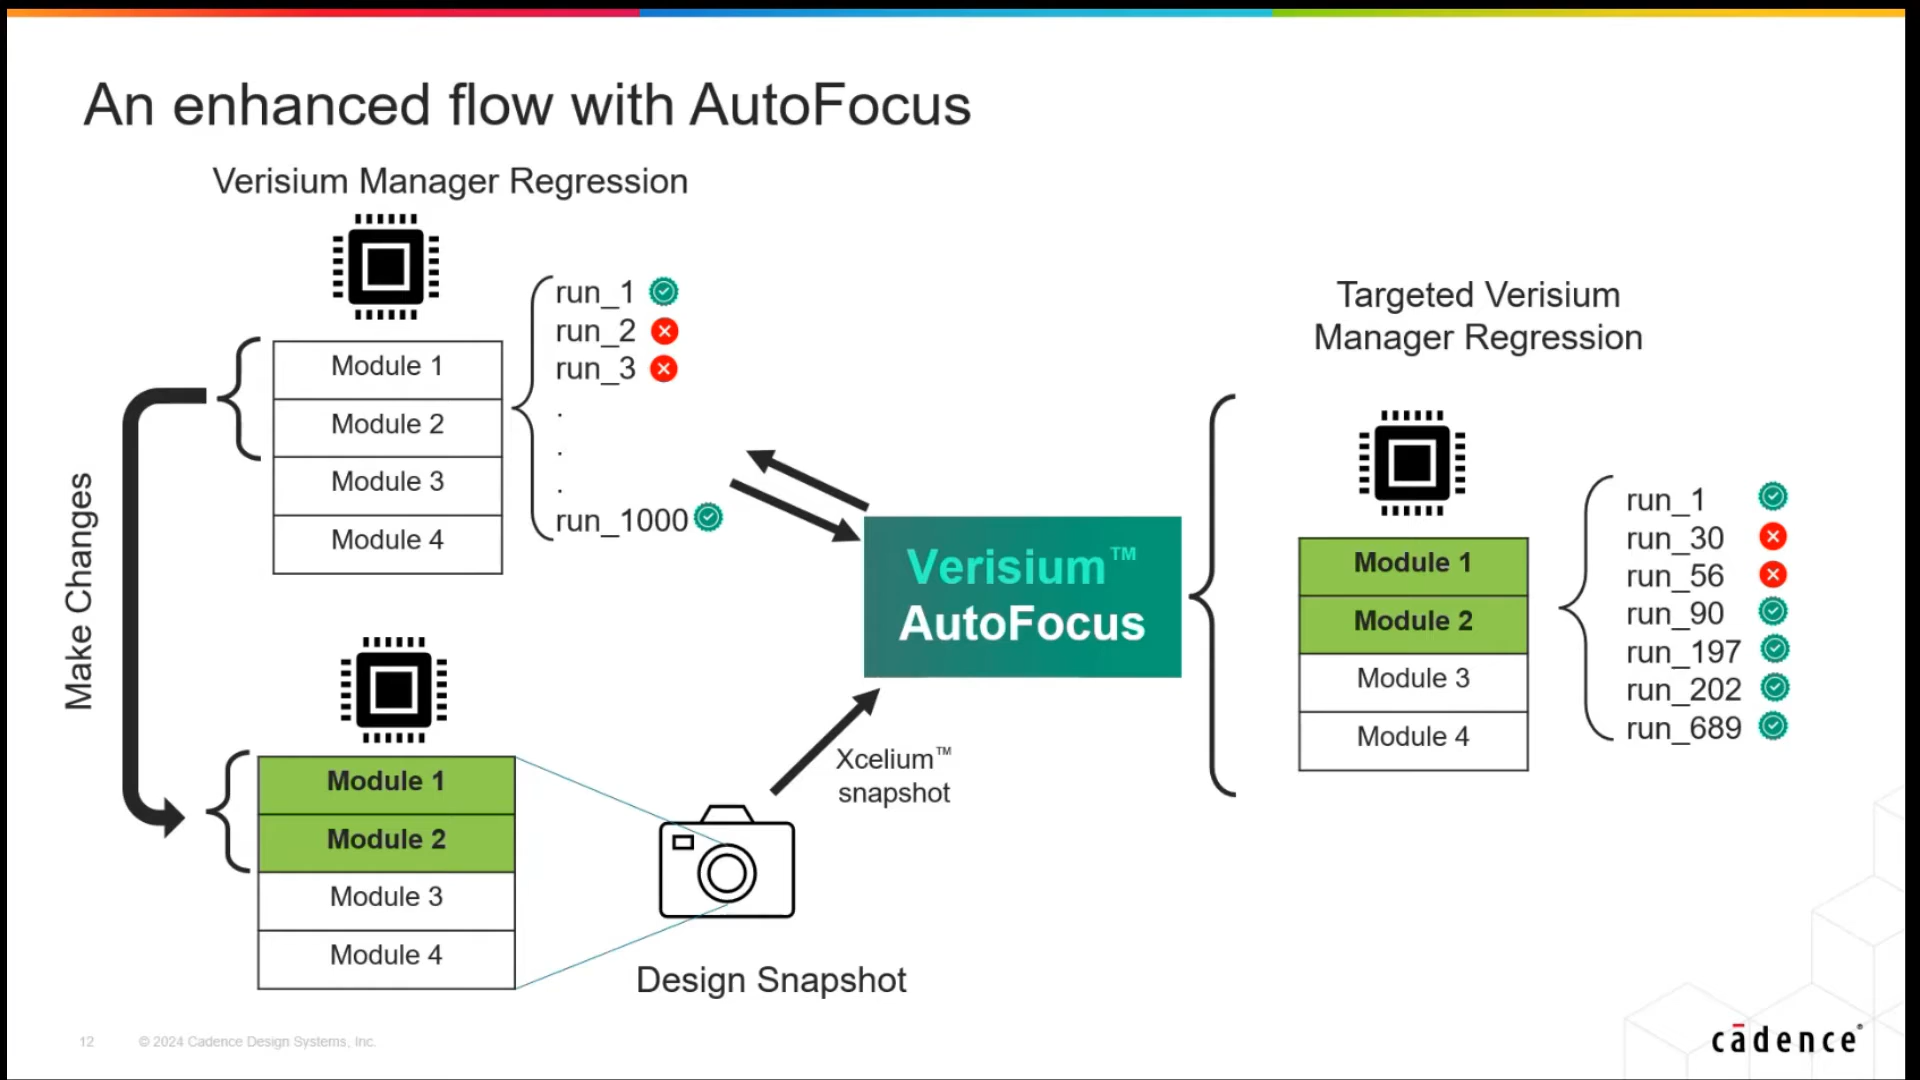 An enhanced flow with AutoFocus
Verisium Manager Regression
run_1
run_2
run_3
.
.
.
run_1000
Module 1
Module 2
Module 3
Module 4
Make Changes
Module 1
Module 2
Module 3
Module 4
Design Snapshot
Xcelium™
snapshot
Verisium™
AutoFocus
Targeted Verisium
Manager Regression
Module 1
Module 2
Module 3
Module 4
run_1
run_30
run_56
run_90
run_197
run_202
run_689
12
© 2024 Cadence Design Systems, Inc.
cādence®